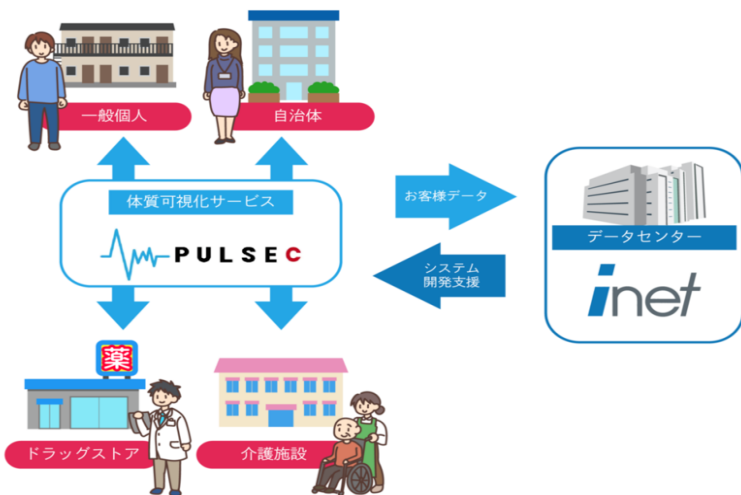 一般個人
自治体
体質可視化サービス
PULSEC
お客様データ
システム
開発支援
データセンター
inet
薬
ドラッグストア
介護施設